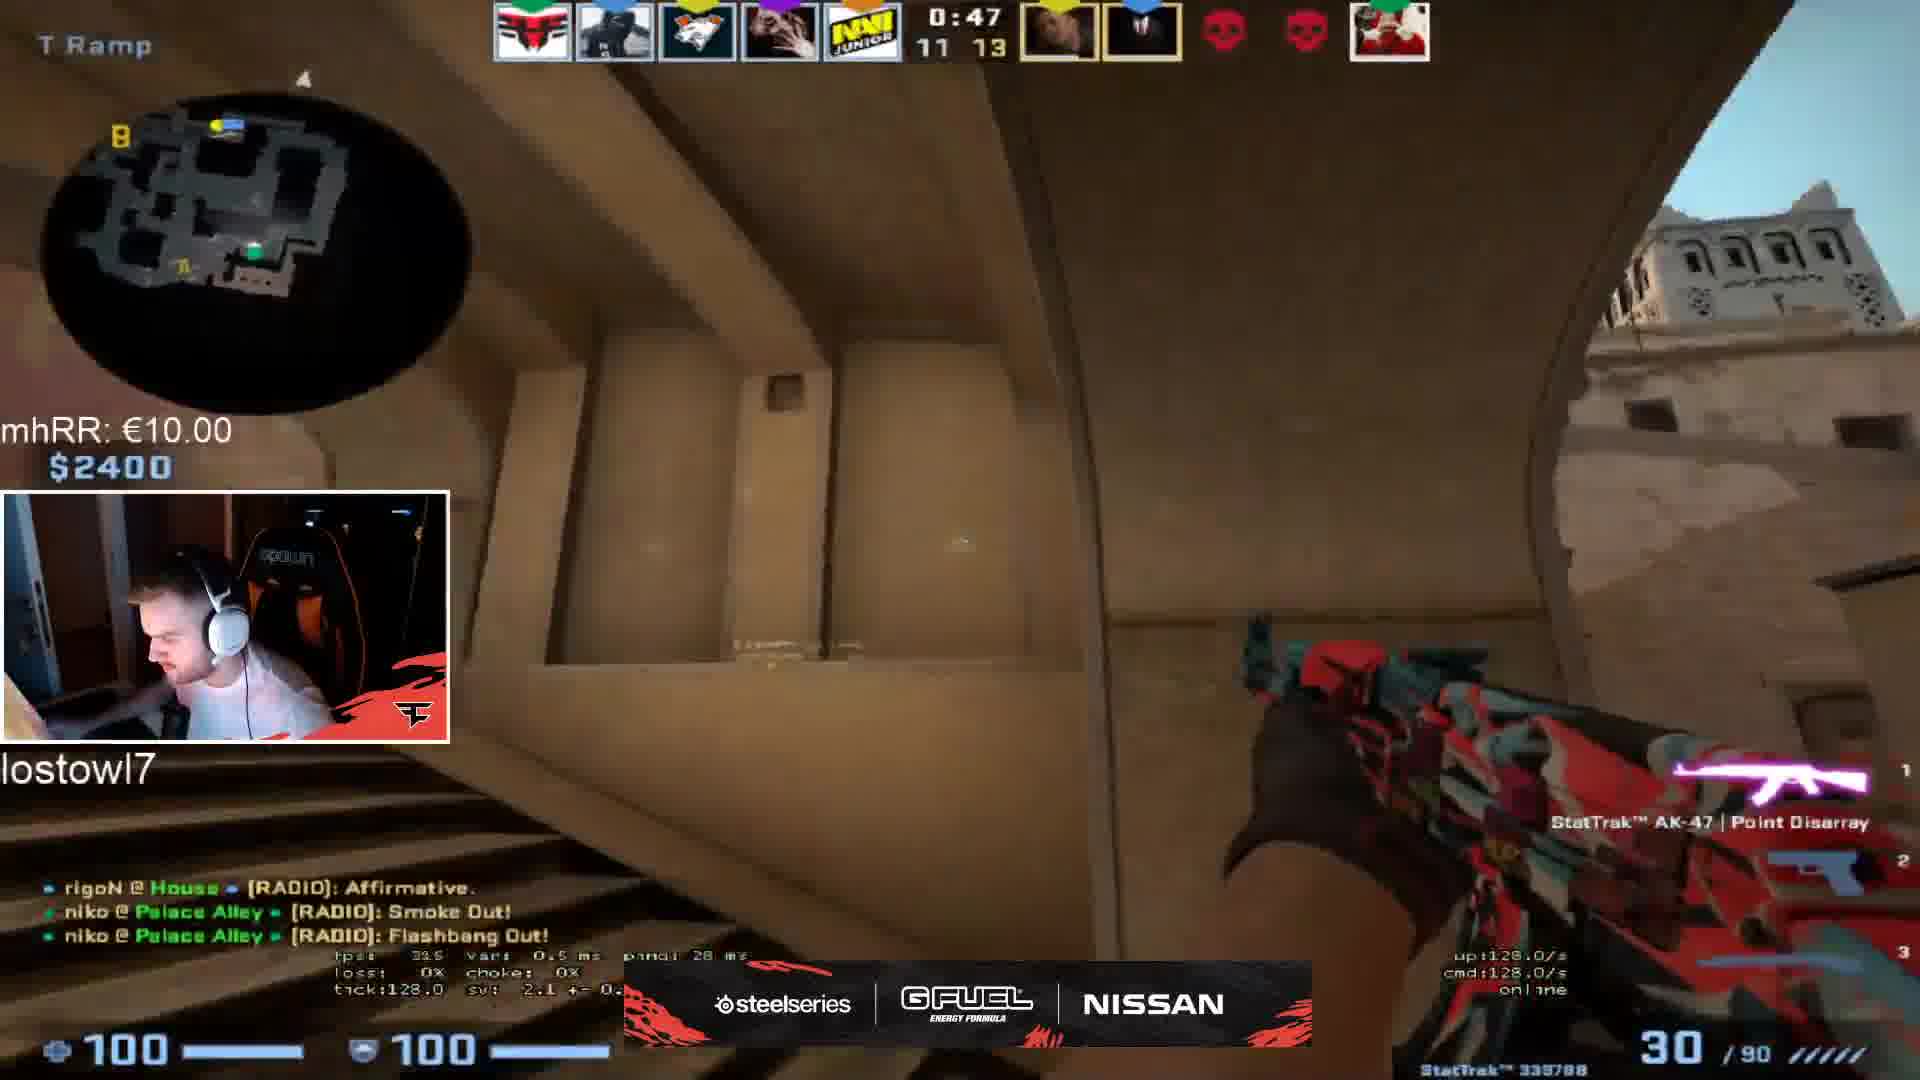 T Ramp
NAVI
JUNIOR
0:47
11 13
B
A
mhRR: €10.00
$2400
spawn
lostowl7
rigoN @ House [RADIO]: Affirmative.
niko @ Palace Alley [RADIO]: Smoke Out!
niko @ Palace Alley [RADIO]: Flashbang Out!
loss: 0% choke: 0%
tick:128.0
up:128.0/s
cmd:128.0/s
online
steelseries
GFUEL
ENERGY FORMULA
NISSAN
1
StatTrak™ AK-47 | Point Disarray
2
3
100
100
30 / 90
StatTrak™